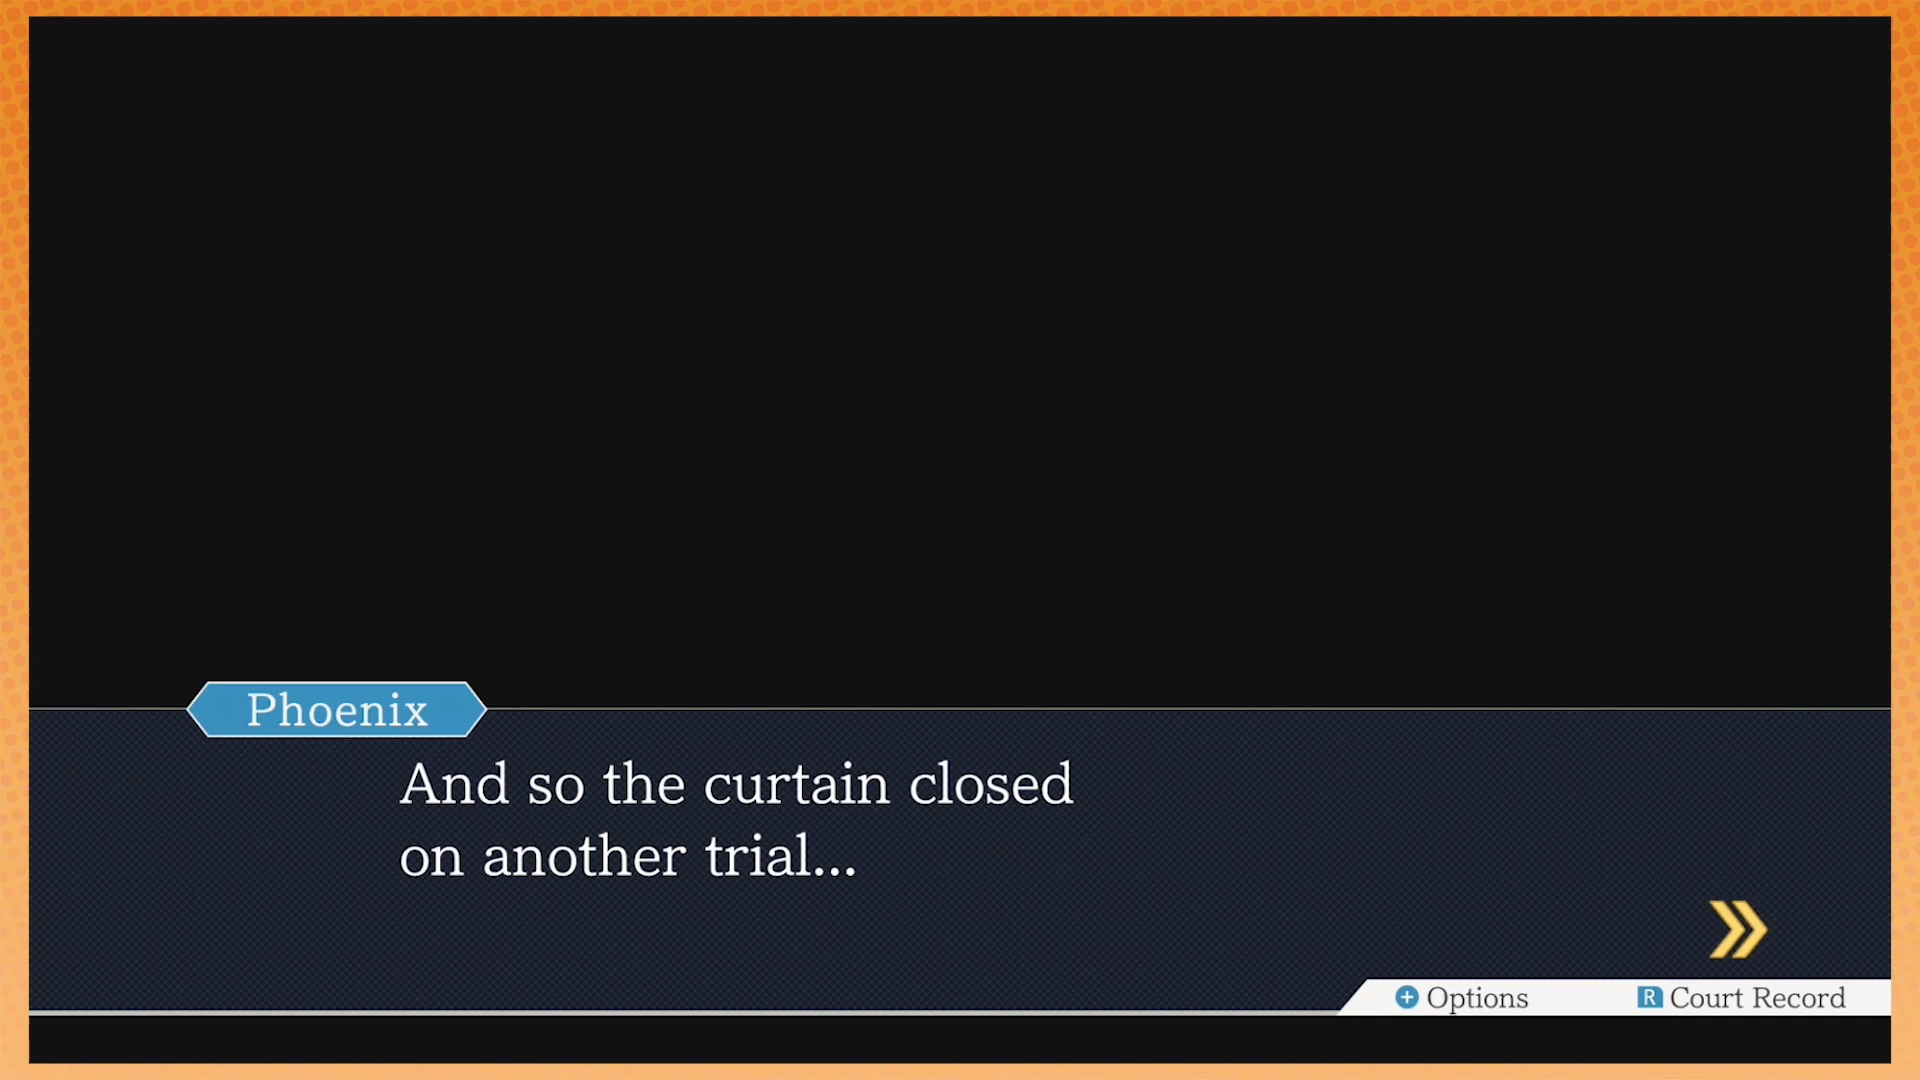 Phoenix
And so the curtain closed
on another trial...
+ Options
R Court Record